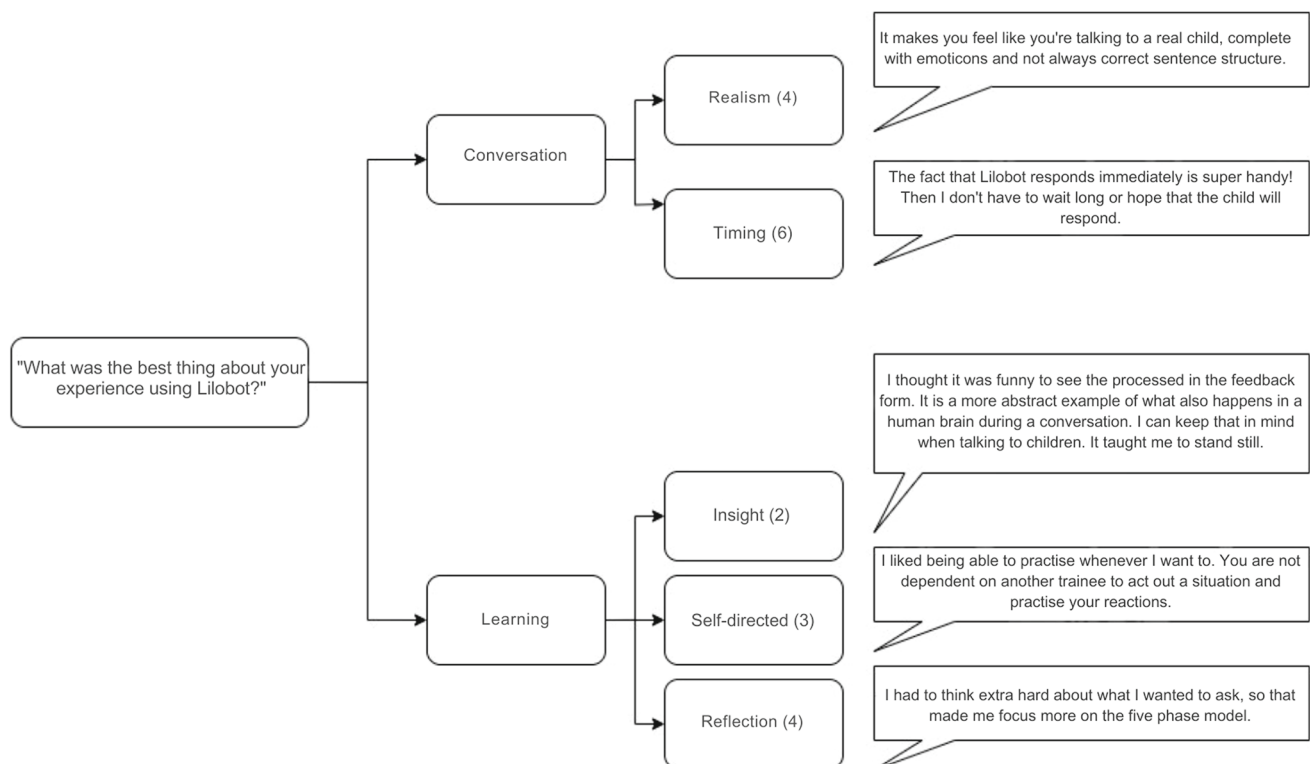 "What was the best thing about your
experience using Lilobot?"
Conversation
Realism (4)
It makes you feel like you're talking to a real child, complete
with emoticons and not always correct sentence structure.
Timing (6)
The fact that Lilobot responds immediately is super handy!
Then I don't have to wait long or hope that the child will
respond.
Learning
Insight (2)
I thought it was funny to see the processed in the feedback
form. It is a more abstract example of what also happens in a
human brain during a conversation. I can keep that in mind
when talking to children. It taught me to stand still.
Self-directed (3)
I liked being able to practise whenever I want to. You are not
dependent on another trainee to act out a situation and
practise your reactions.
Reflection (4)
I had to think extra hard about what I wanted to ask, so that
made me focus more on the five phase model.